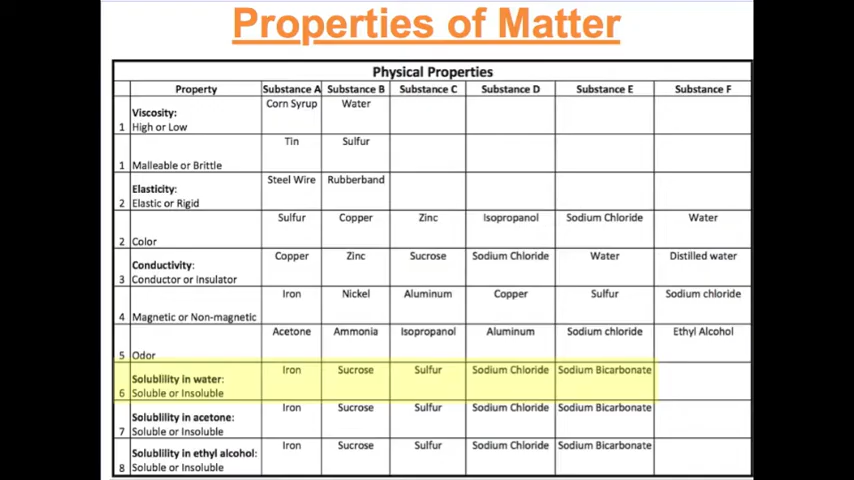 Properties of Matter
Physical Properties
Property Substance A Substance B Substance C Substance D Substance E Substance F
Corn Syrup Water
Viscosity:
1 High or Low
Tin Sulfur
1 Malleable or Brittle
Steel Wire Rubberband
Elasticity:
2 Elastic or Rigid
Sulfur Copper Zinc Isopropanol Sodium Chloride Water
2 Color
Copper Zinc Sucrose Sodium Chloride Water Distilled water
Conductivity:
3 Conductor or Insulator
Iron Nickel Aluminum Copper Sulfur Sodium chloride
4 Magnetic or Non-magnetic
Acetone Ammonia Isopropanol Aluminum Sodium chloride Ethyl Alcohol
5 Odor
Iron Sucrose Sulfur Sodium Chloride Sodium Bicarbonate
Solublility in water:
6 Soluble or Insoluble
Iron Sucrose Sulfur Sodium Chloride Sodium Bicarbonate
Solublility in acetone:
7 Soluble or Insoluble
Iron Sucrose Sulfur Sodium Chloride Sodium Bicarbonate
Solublility in ethyl alcohol:
8 Soluble or Insoluble